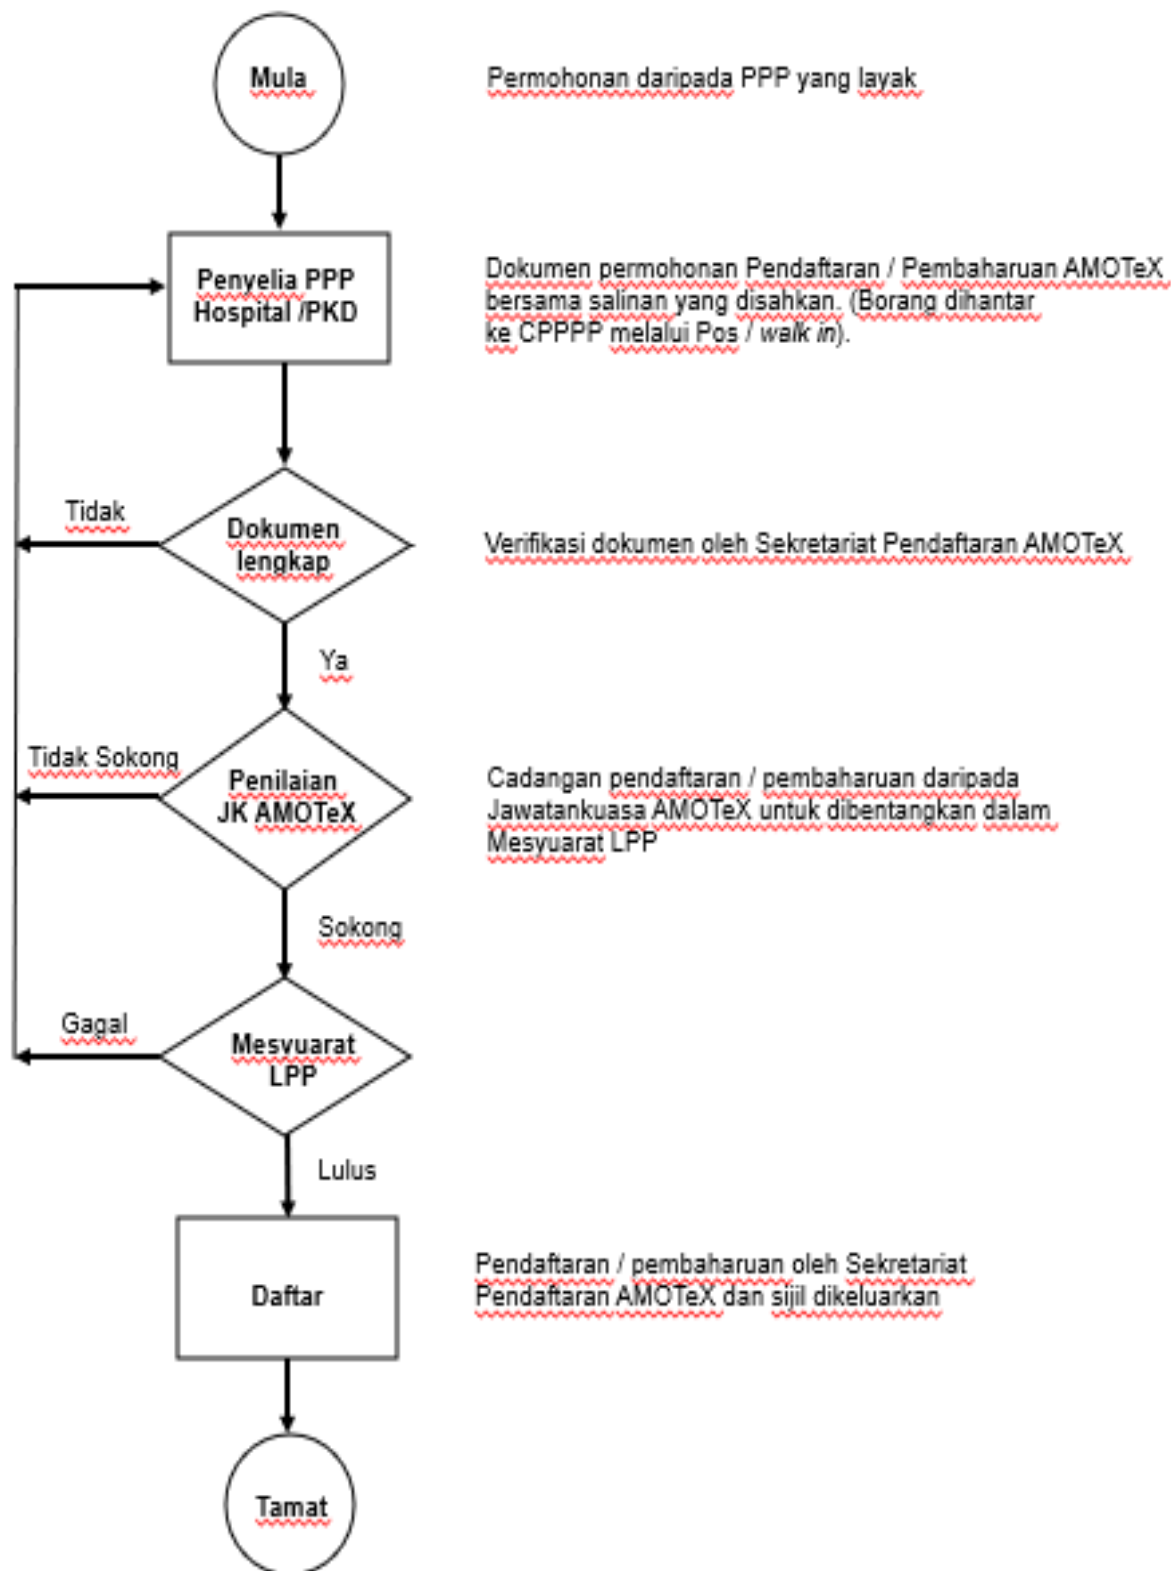 Mula
Permohonan daripada PPP yang layak
Penyelia PPP
Hospital /PKD
Dokumen permohonan Pendaftaran / Pembaharuan AMOTeX
bersama salinan yang disahkan. (Borang dihantar
ke CPPPP melalui Pos / walk in).
Tidak
Dokumen
lengkap
Verifikasi dokumen oleh Sekretariat Pendaftaran AMOTeX
Ya
Tidak Sokong
Penilaian
JK AMOTeX
Cadangan pendaftaran / pembaharuan daripada
Jawatankuasa AMOTeX untuk dibentangkan dalam
Mesyuarat LPP
Sokong
Gagal
Mesyuarat
LPP
Lulus
Daftar
Pendaftaran / pembaharuan oleh Sekretariat
Pendaftaran AMOTeX dan sijil dikeluarkan
Tamat